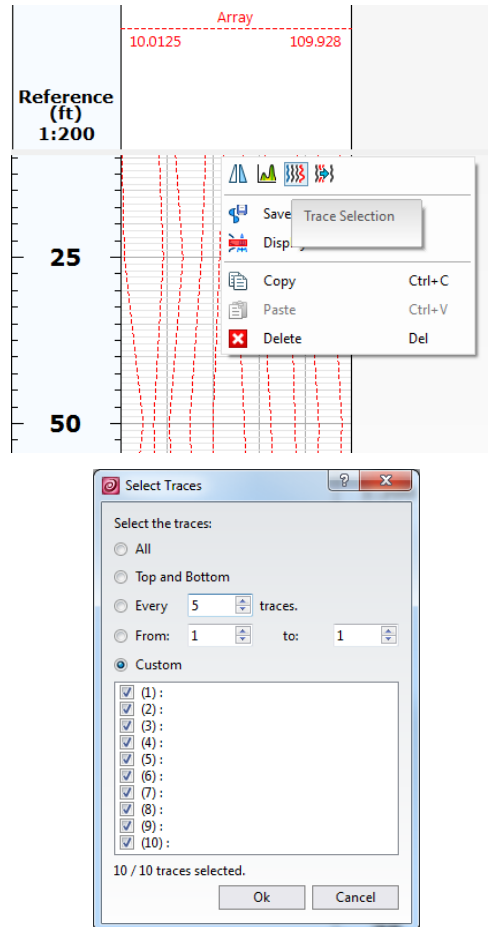 Array
10.0125 109.928
Reference
(ft)
1:200
Save
Trace Selection
25
Copy Ctrl+C
Paste Ctrl+V
Delete Del
50
Select Traces
Select the traces:
All
Top and Bottom
Every 5 traces.
From: 1 to: 1
Custom
(1) :
(2) :
(3) :
(4) :
(5) :
(6) :
(7) :
(8) :
(9) :
(10) :
10 / 10 traces selected.
Ok Cancel